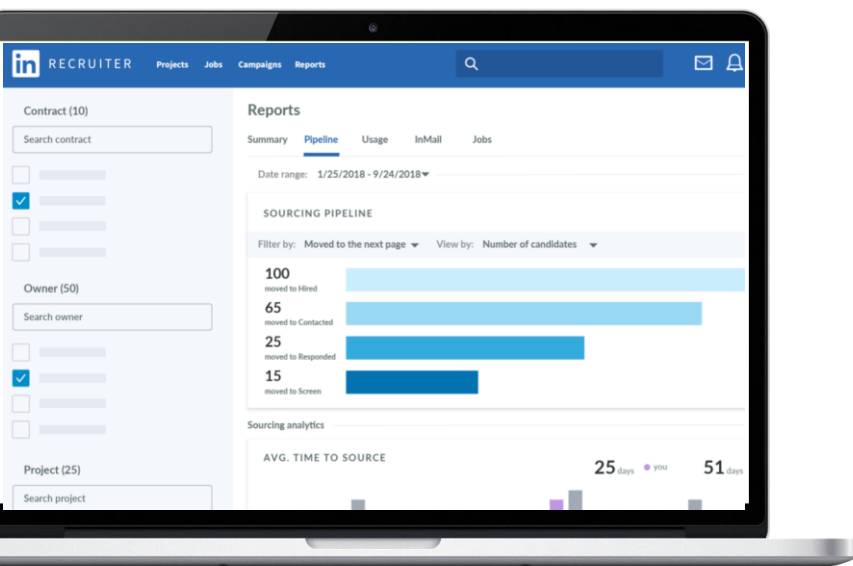 in RECRUITER Projects Jobs Campaigns Reports
Contract (10)
Search contract
Owner (50)
Search owner
Project (25)
Search project
Reports
Summary Pipeline Usage InMail Jobs
Date range: 1/25/2018 - 9/24/2018
SOURCING PIPELINE
Filter by: Moved to the next page View by: Number of candidates
100
moved to Hired
65
moved to Contacted
25
moved to Responded
15
moved to Screen
Sourcing analytics
AVG. TIME TO SOURCE
25 days you 51 days